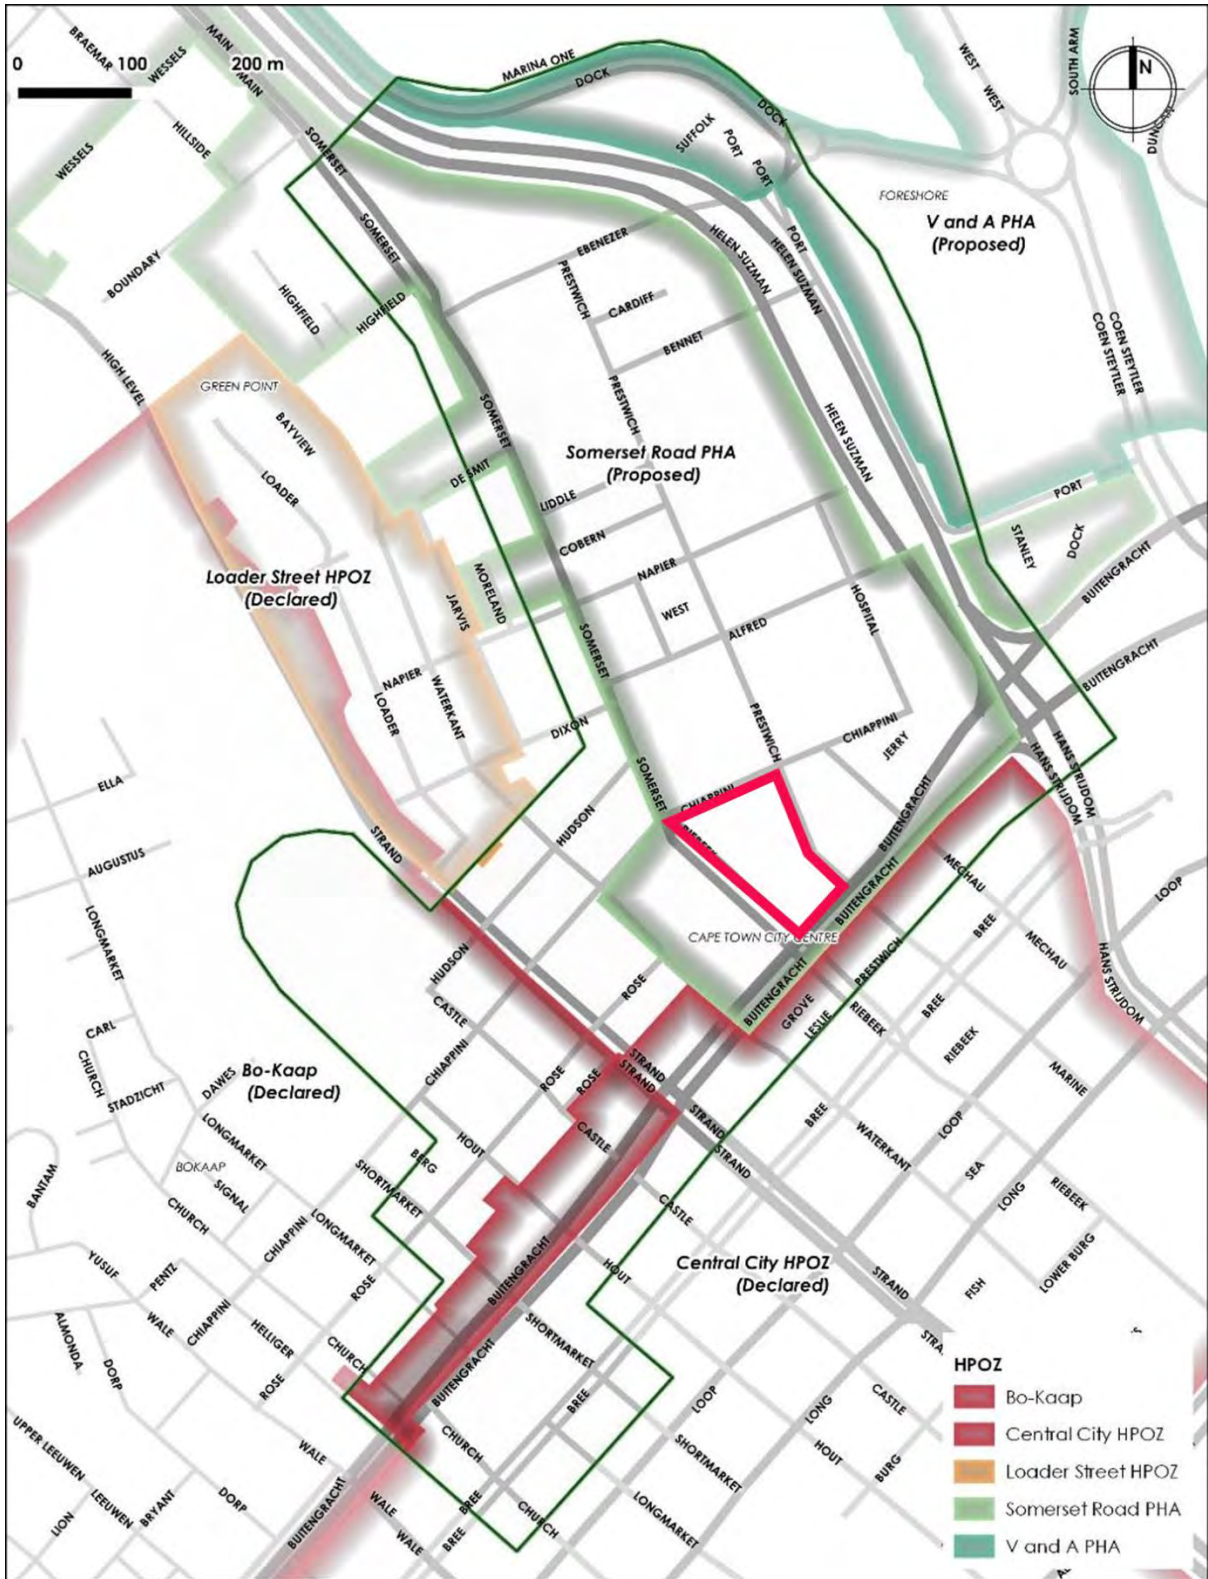 0 100 200 m
N
BRAEMAR
WESSELS
MAIN
MAIN
MARINA ONE
DOCK
WEST
WEST
SOUTH ARM
HILLSIDE
SUFFOLK
PORT
DOCK
PORT
WESSELS
SOMERSET
FORESHORE
V and A PHA
(Proposed)
SOMERSET
EBENEZER
HELEN SUZMAN
PORT
HELEN SUZMAN
BOUNDARY
HIGHFIELD
HIGHFIELD
PRESTWICH
CARDIFF
BENNET
COEN STEYTLER
COEN STEYTLER
HIGH LEVEL
GREEN POINT
BAYVIEW
PRESTWICH
SOMERSET
HELEN SUZMAN
LOADER
DE SMIT
Somerset Road PHA
(Proposed)
LIDDLE
COBERN
PORT
STANLEY
DOCK
BUITENGRACHT
Loader Street HPOZ
(Declared)
MORELAND
JARVIS
NAPIER
WEST
ALFRED
HOSPITAL
SOMERSET
BUITENGRACHT
NAPIER
LOADER
WATERKANT
DIXON
PRESTWICH
CHIAPPINI
JERRY
HANS STRIJDOM
HANS STRIJDOM
ELLA
SOMERSET
HUDSON
BUITENGRACHT
STRAND
AUGUSTUS
BUITENGRACHT
MECHAU
BREE
LOOP
LONGMARKET
CAPE TOWN CITY CENTRE
MECHAU
HANS STRIJDOM
HUDSON
ROSE
BUITENGRACHT
PRESTWICH
GROVE
LESLIE
RIEBEEK
BREE
CASTLE
RIEBEEK
CARL
CHURCH
CHIAPPINI
STRAND
STRAND
MARINE
Bo-Kaap
(Declared)
DAWES
STADZICHT
ROSE
ROSE
STRAND
STRAND
BREE
WATERKANT
LOOP
LONGMARKET
HOUT
CASTLE
BERG
SEA
BOKAAP
SIGNAL
SHORTMARKET
BANTAM
CHURCH
CASTLE
LONG
RIEBEEK
CHIAPPINI
LONGMARKET
LOWER BURG
YUSUF
PENTZ
ROSE
BUITENGRACHT
HOUT
Central City HPOZ
(Declared)
STRAND
FISH
WALE
CHIAPPINI
HELLIGER
SHORTMARKET
STRA
ALMONDA
DORP
CHURCH
BUITENGRACHT
ROSE
BREE
LOOP
LONG
CASTLE
HPOZ
Bo-Kaap
Central City HPOZ
Loader Street HPOZ
Somerset Road PHA
V and A PHA
UPPER LEEUWEN
LEEUWEN
LION
BRYANT
DORP
WALE
CHURCH
SHORTMARKET
HOUT
BURG
BUITENGRACHT
WALE
WALE
BREE
BREE
CHURCH
LONGMARKET